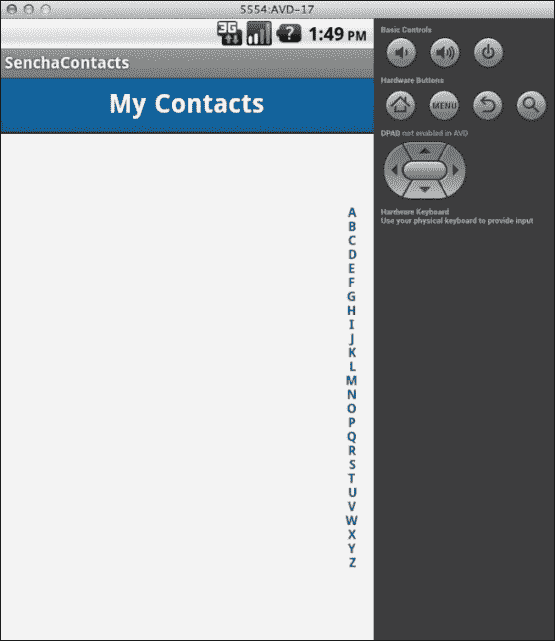 5554:AVD-17
3G
?
1:49 PM
SenchaContacts
My Contacts
A
B
C
D
E
F
G
H
I
J
K
L
M
N
O
P
Q
R
S
T
U
V
W
X
Y
Z
Basic Controls
Hardware Buttons
MENU
DPAD not enabled in AVD
Hardware Keyboard
Use your physical keyboard to provide input